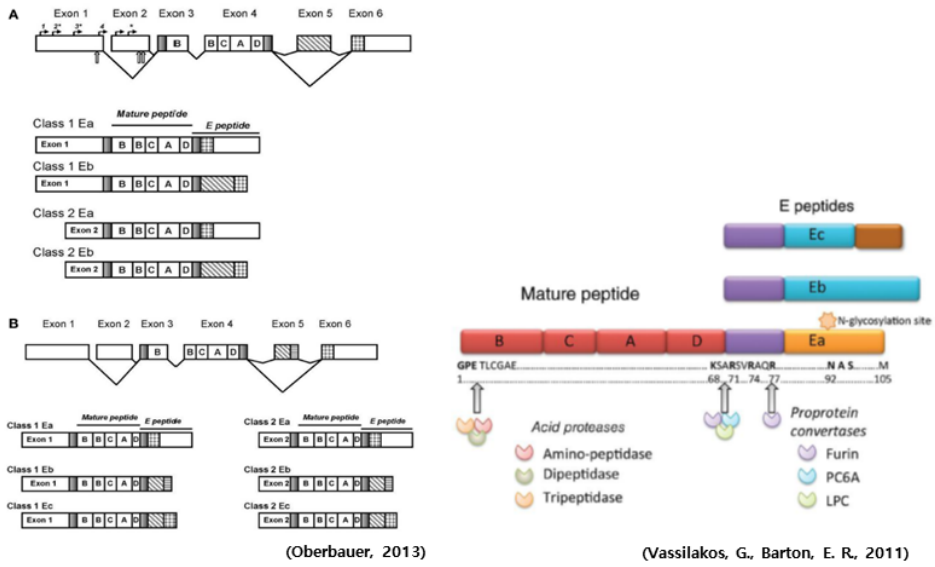 A
Exon 1 Exon 2 Exon 3 Exon 4 Exon 5 Exon 6
1 2* 3* 4 *
B B C A D
Class 1 Ea
Mature peptide
E peptide
Exon 1 B B C A D
Class 1 Eb
Exon 1 B B C A D
Class 2 Ea
Exon 2 B B C A D
Class 2 Eb
Exon 2 B B C A D
B
Exon 1 Exon 2 Exon 3 Exon 4 Exon 5 Exon 6
B B C A D
Class 1 Ea
Mature peptide
E peptide
Exon 1 B B C A D
Class 1 Eb
Exon 1 B B C A D
Class 1 Ec
Exon 1 B B C A D
Class 2 Ea
Mature peptide
E peptide
Exon 2 B B C A D
Class 2 Eb
Exon 2 B B C A D
Class 2 Ec
Exon 2 B B C A D
(Oberbauer, 2013)
E peptides
Ec
Eb
Mature peptide
N-glycosylation site
B C A D Ea
GPE TLCGAE KSARSVRAQR N A S M
1 68 71 74 77 92 105
Acid proteases
Amino-peptidase
Dipeptidase
Tripeptidase
Proprotein
convertases
Furin
PC6A
LPC
(Vassilakos, G., Barton, E. R., 2011)